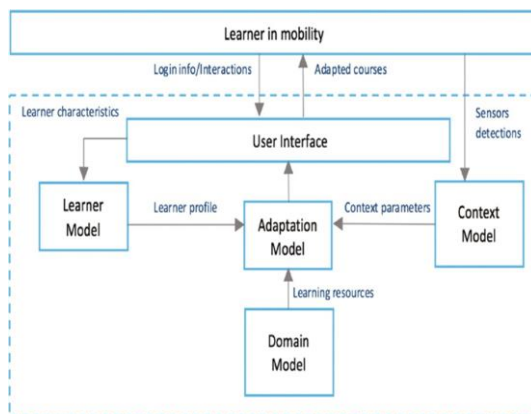 Learner in mobility
Login info/Interactions
Adapted courses
Learner characteristics
Sensors
detections
User Interface
Learner
Model
Learner profile
Adaptation
Model
Context parameters
Context
Model
Learning resources
Domain
Model